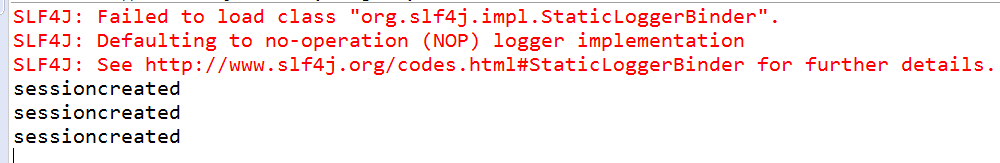 SLF4J: Failed to load class "org.slf4j.impl.StaticLoggerBinder".
SLF4J: Defaulting to no-operation (NOP) logger implementation
SLF4J: See http://www.slf4j.org/codes.html#StaticLoggerBinder for further details.
sessioncreated
sessioncreated
sessioncreated